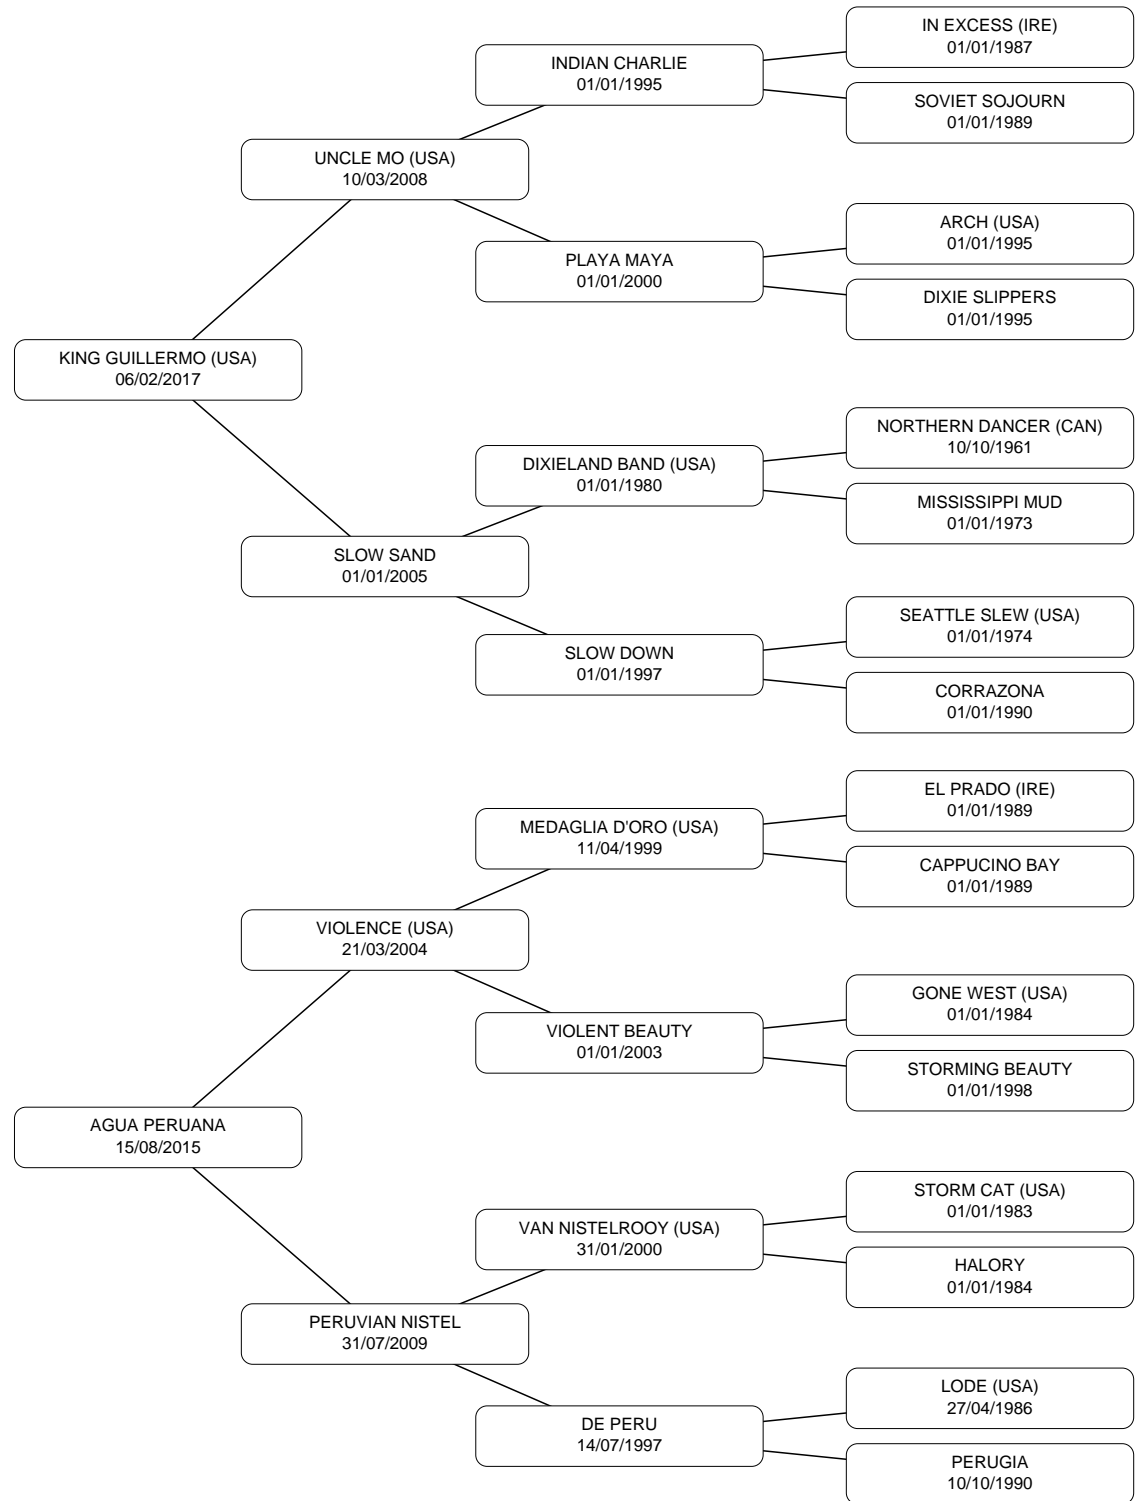 IN EXCESS (IRE)
01/01/1987
INDIAN CHARLIE
01/01/1995
SOVIET SOJOURN
01/01/1989
UNCLE MO (USA)
10/03/2008
ARCH (USA)
01/01/1995
PLAYA MAYA
01/01/2000
DIXIE SLIPPERS
01/01/1995
KING GUILLERMO (USA)
06/02/2017
NORTHERN DANCER (CAN)
10/10/1961
DIXIELAND BAND (USA)
01/01/1980
MISSISSIPPI MUD
01/01/1973
SLOW SAND
01/01/2005
SEATTLE SLEW (USA)
01/01/1974
SLOW DOWN
01/01/1997
CORRAZONA
01/01/1990
EL PRADO (IRE)
01/01/1989
MEDAGLIA D'ORO (USA)
11/04/1999
CAPPUCINO BAY
01/01/1989
VIOLENCE (USA)
21/03/2004
GONE WEST (USA)
01/01/1984
VIOLENT BEAUTY
01/01/2003
STORMING BEAUTY
01/01/1998
AGUA PERUANA
15/08/2015
STORM CAT (USA)
01/01/1983
VAN NISTELROOY (USA)
31/01/2000
HALORY
01/01/1984
PERUVIAN NISTEL
31/07/2009
LODE (USA)
27/04/1986
DE PERU
14/07/1997
PERUGIA
10/10/1990